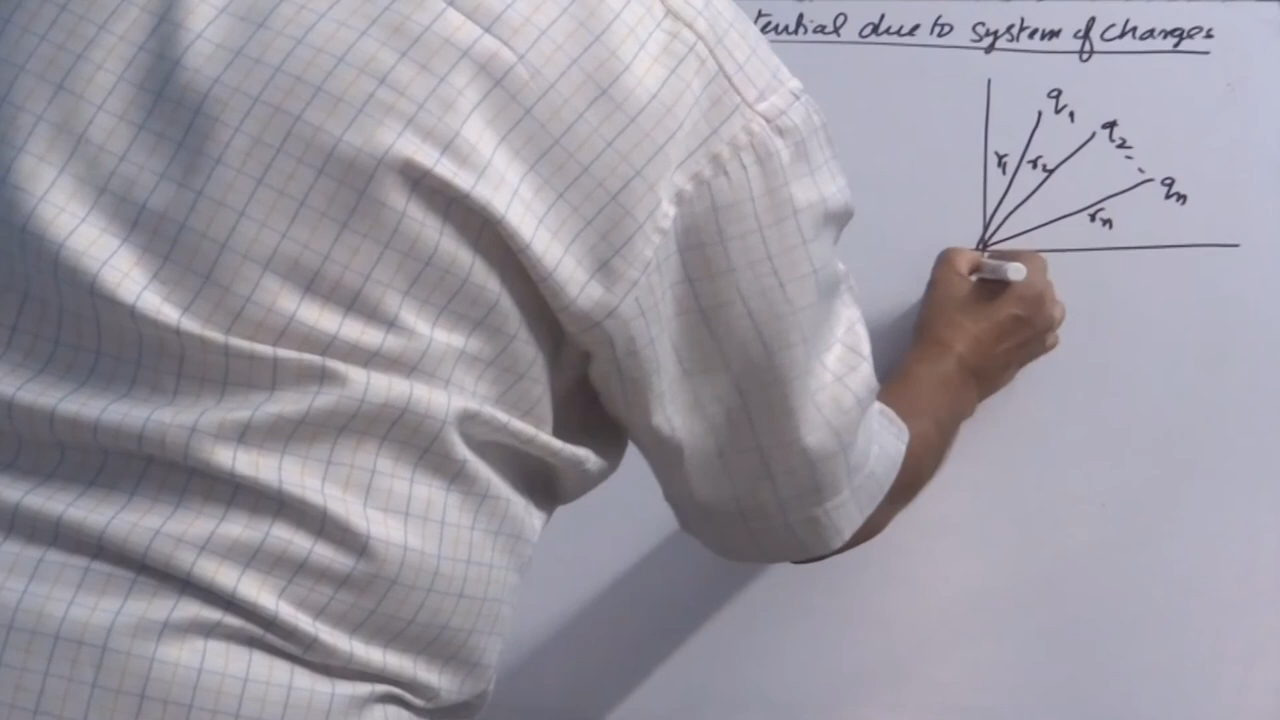 tential due to system of charges
q1
q2
r1 r2
qn
rn